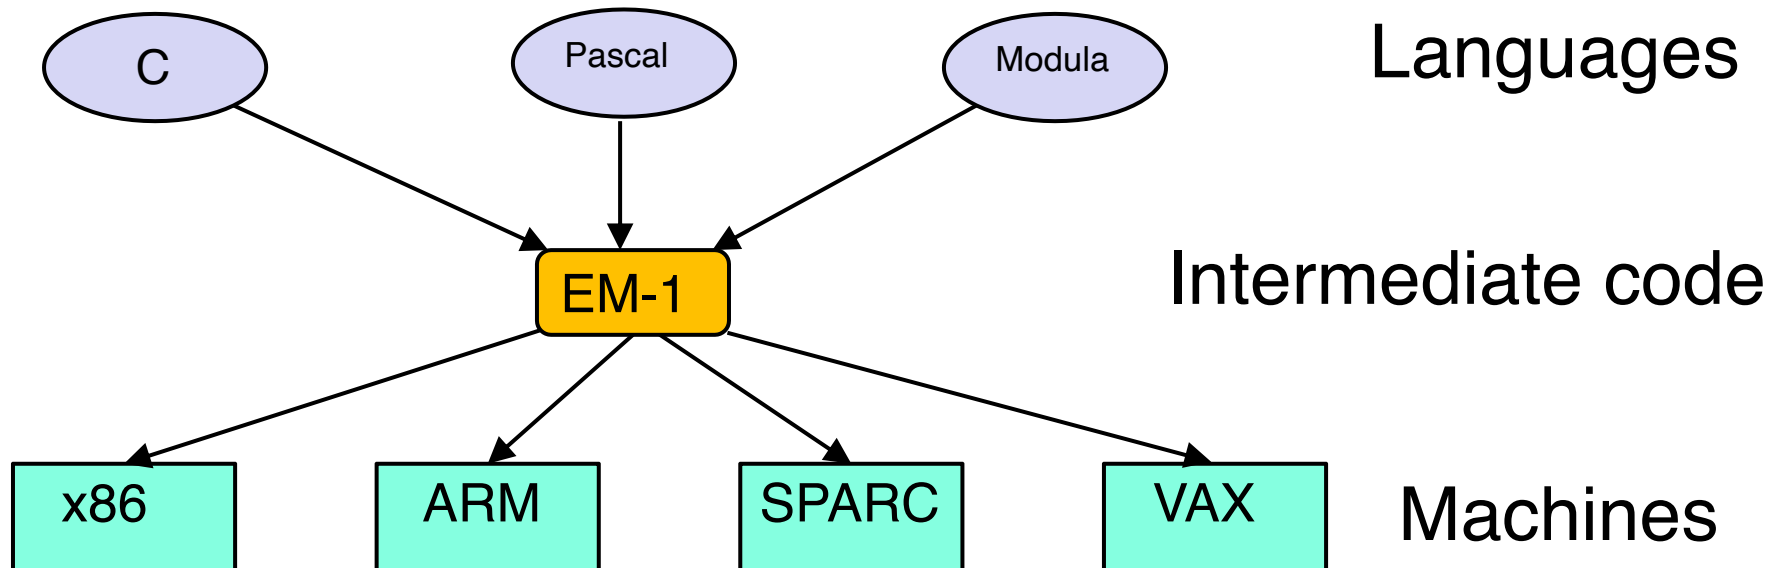 C
Pascal
Modula
Languages
EM-1
Intermediate code
x86
ARM
SPARC
VAX
Machines